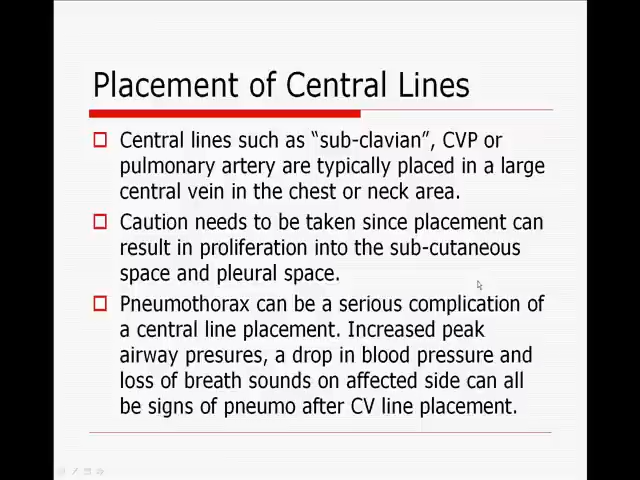 Placement of Central Lines
Central lines such as “sub-clavian”, CVP or
pulmonary artery are typically placed in a large
central vein in the chest or neck area.
Caution needs to be taken since placement can
result in proliferation into the sub-cutaneous
space and pleural space.
Pneumothorax can be a serious complication of
a central line placement. Increased peak
airway presures, a drop in blood pressure and
loss of breath sounds on affected side can all
be signs of pneumo after CV line placement.